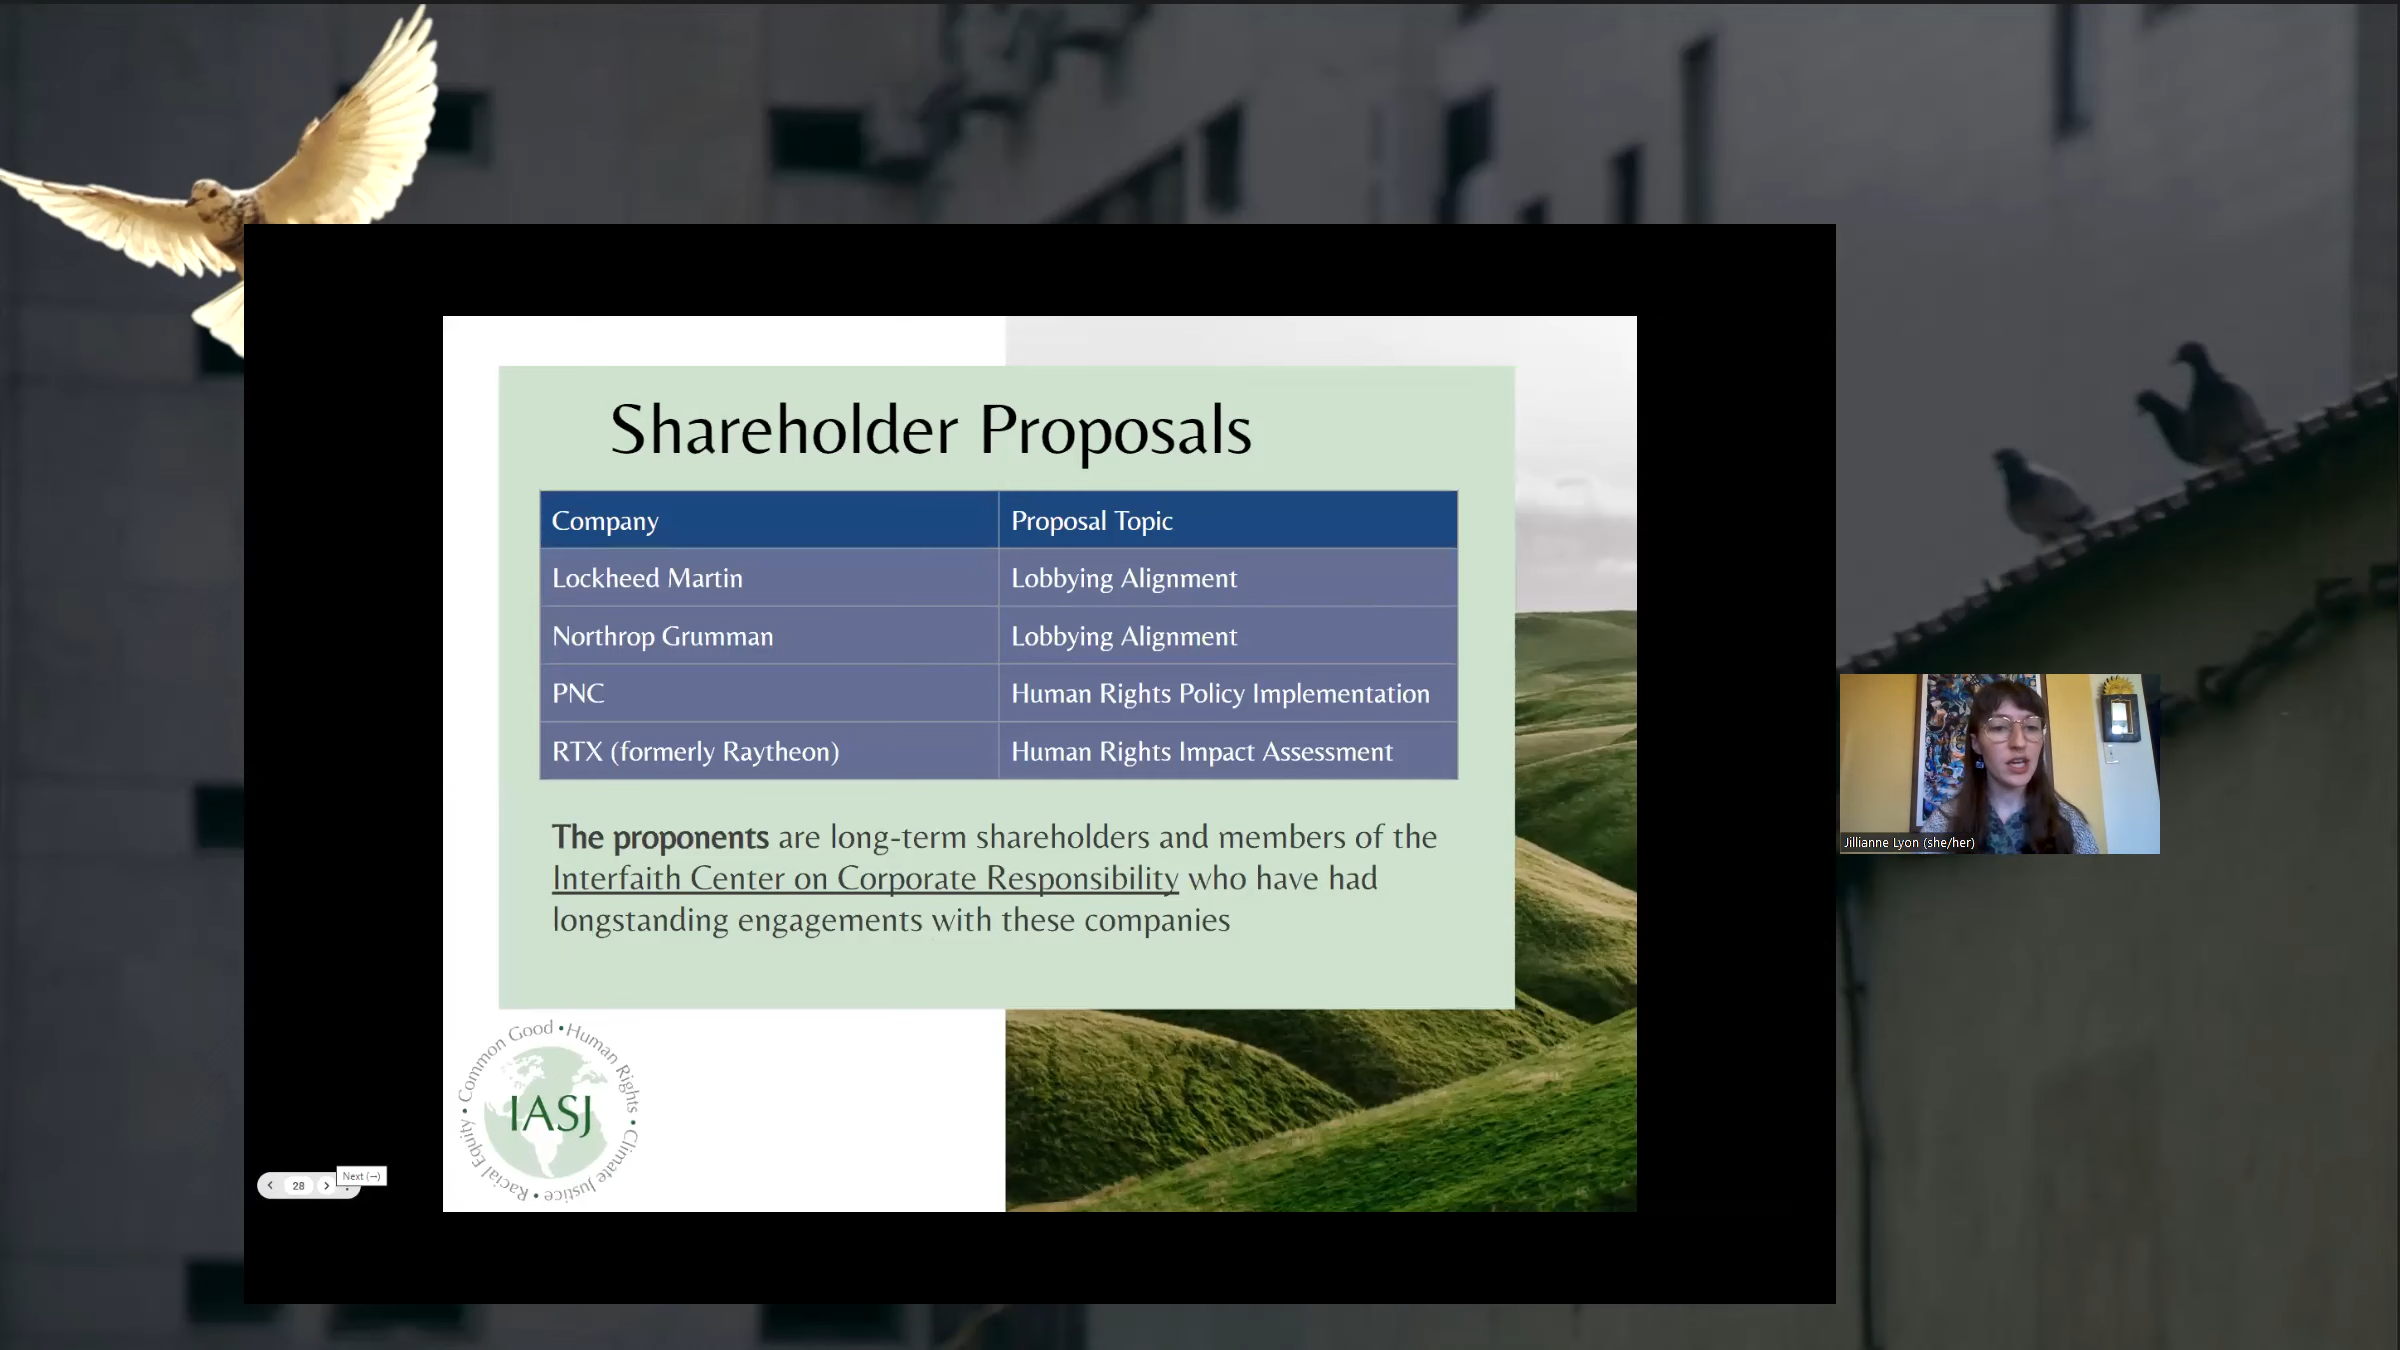 Shareholder Proposals
Company
Proposal Topic
Lockheed Martin
Lobbying Alignment
Northrop Grumman
Lobbying Alignment
PNC
Human Rights Policy Implementation
RTX (formerly Raytheon)
Human Rights Impact Assessment
The proponents are long-term shareholders and members of the
Interfaith Center on Corporate Responsibility who have had
longstanding engagements with these companies
Common Good • Human Rights • Climate Justice • Racial Equity •
IASJ
28
Next (→)
Jillianne Lyon (she/her)